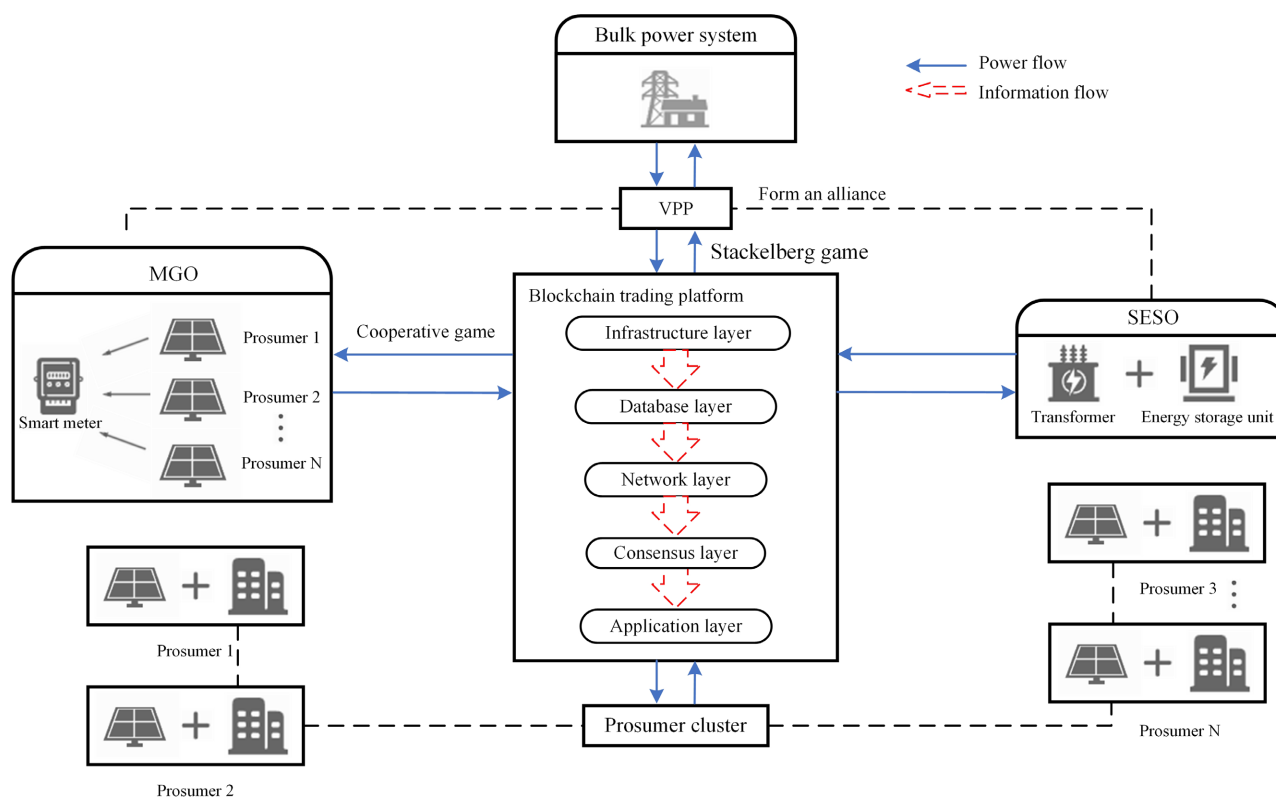 Bulk power system
Power flow
Information flow
VPP
Form an alliance
Stackelberg game
MGO
Prosumer 1
Prosumer 2
Prosumer N
Smart meter
Cooperative game
Blockchain trading platform
Infrastructure layer
Database layer
Network layer
Consensus layer
Application layer
SESO
Transformer
Energy storage unit
Prosumer 1
Prosumer 2
Prosumer cluster
Prosumer 3
Prosumer N